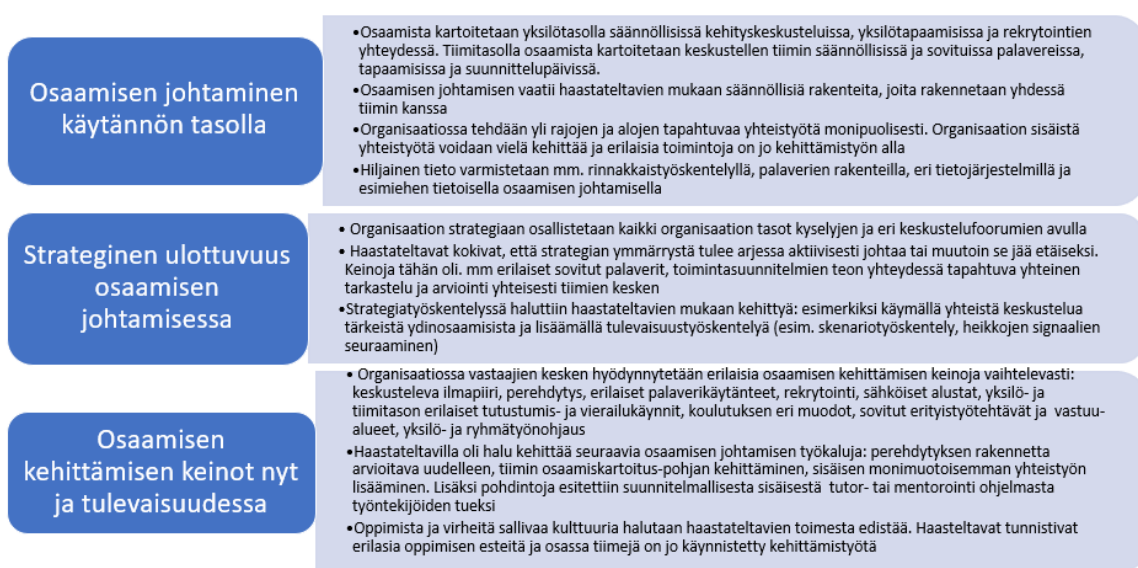 Osaamisen johtaminen
käytännön tasolla
•Osaamista kartoitetaan yksilötasolla säännöllisissä kehityskeskusteluissa, yksilötapaamisissa ja rekrytointien
yhteydessä. Tiimitasolla osaamista kartoitetaan keskustellen tiimin säännöllisissä ja sovituissa palavereissa,
tapaamisissa ja suunnittelupäivissä.
•Osaamisen johtamisen vaatii haastateltavien mukaan säännöllisiä rakenteita, joita rakennetaan yhdessä
tiimin kanssa
•Organisaatiossa tehdään yli rajojen ja alojen tapahtuvaa yhteistyötä monipuolisesti. Organisaation sisäistä
yhteistyötä voidaan vielä kehittää ja erilaisia toimintoja on jo kehittämistyön alla
•Hiljainen tieto varmistetaan mm. rinnakkaistyöskentelyllä, palaverien rakenteilla, eri tietojärjestelmillä ja
esimiehen tietoisella osaamisen johtamisella
Strateginen ulottuvuus
osaamisen
johtamisessa
• Organisaation strategiaan osallistetaan kaikki organisaation tasot kyselyjen ja eri keskustelufoorumien avulla
• Haastateltavat kokivat, että strategian ymmärrystä tulee arjessa aktiivisesti johtaa tai muutoin se jää etäiseksi.
Keinoja tähän oli. mm erilaiset sovitut palaverit, toimintasuunnitelmien teon yhteydessä tapahtuva yhteinen
tarkastelu ja arviointi yhteisesti tiimien kesken
•Strategiatyöskentelyssä haluttiin haastateltavien mukaan kehittyä: esimerkiksi käymällä yhteistä keskustelua
tärkeistä ydinosaamisista ja lisäämällä tulevaisuustyöskentelyä (esim. skenariotyöskentely, heikkojen signaalien
seuraaminen)
Osaamisen
kehittämisen keinot nyt
ja tulevaisuudessa
• Organisaatiossa vastaajien kesken hyödynnytetään erilaisia osaamisen kehittämisen keinoja vaihtelevasti:
keskusteleva ilmapiiri, perehdytys, erilaiset palaverikäytänteet, rekrytointi, sähköiset alustat, yksilö- ja
tiimitason erilaiset tutustumis- ja vierailukäynnit, koulutuksen eri muodot, sovitut erityistyötehtävät ja vastuu-
alueet, yksilö- ja ryhmätyönohjaus
•Haastateltavilla oli halu kehittää seuraavia osaamisen johtamisen työkaluja: perehdytyksen rakennetta
arvioitava uudelleen, tiimin osaamiskartoitus-pohjan kehittäminen, sisäisen monimuotoisemman yhteistyön
lisääminen. Lisäksi pohdintoja esitettiin suunnitelmallisesta sisäisestä tutor- tai mentorointi ohjelmasta
työntekijöiden tueksi
•Oppimista ja virheitä sallivaa kulttuuria halutaan haastateltavien toimesta edistää. Haasteltavat tunnistivat
erilasia oppimisen esteitä ja osassa tiimejä on jo käynnistetty kehittämistyötä